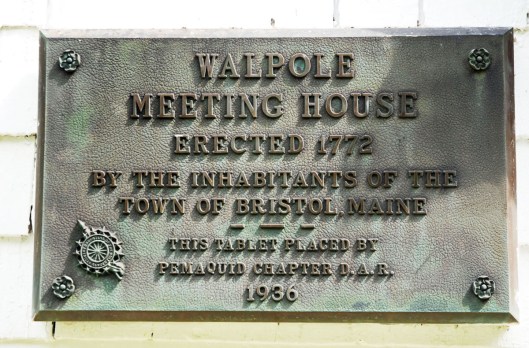 WALPOLE
MEETING HOUSE
ERECTED 1772
BY THE INHABITANTS OF THE
TOWN OF BRISTOL, MAINE
THIS TABLET PLACED BY
PEMAQUID CHAPTER D.A.R.
1936